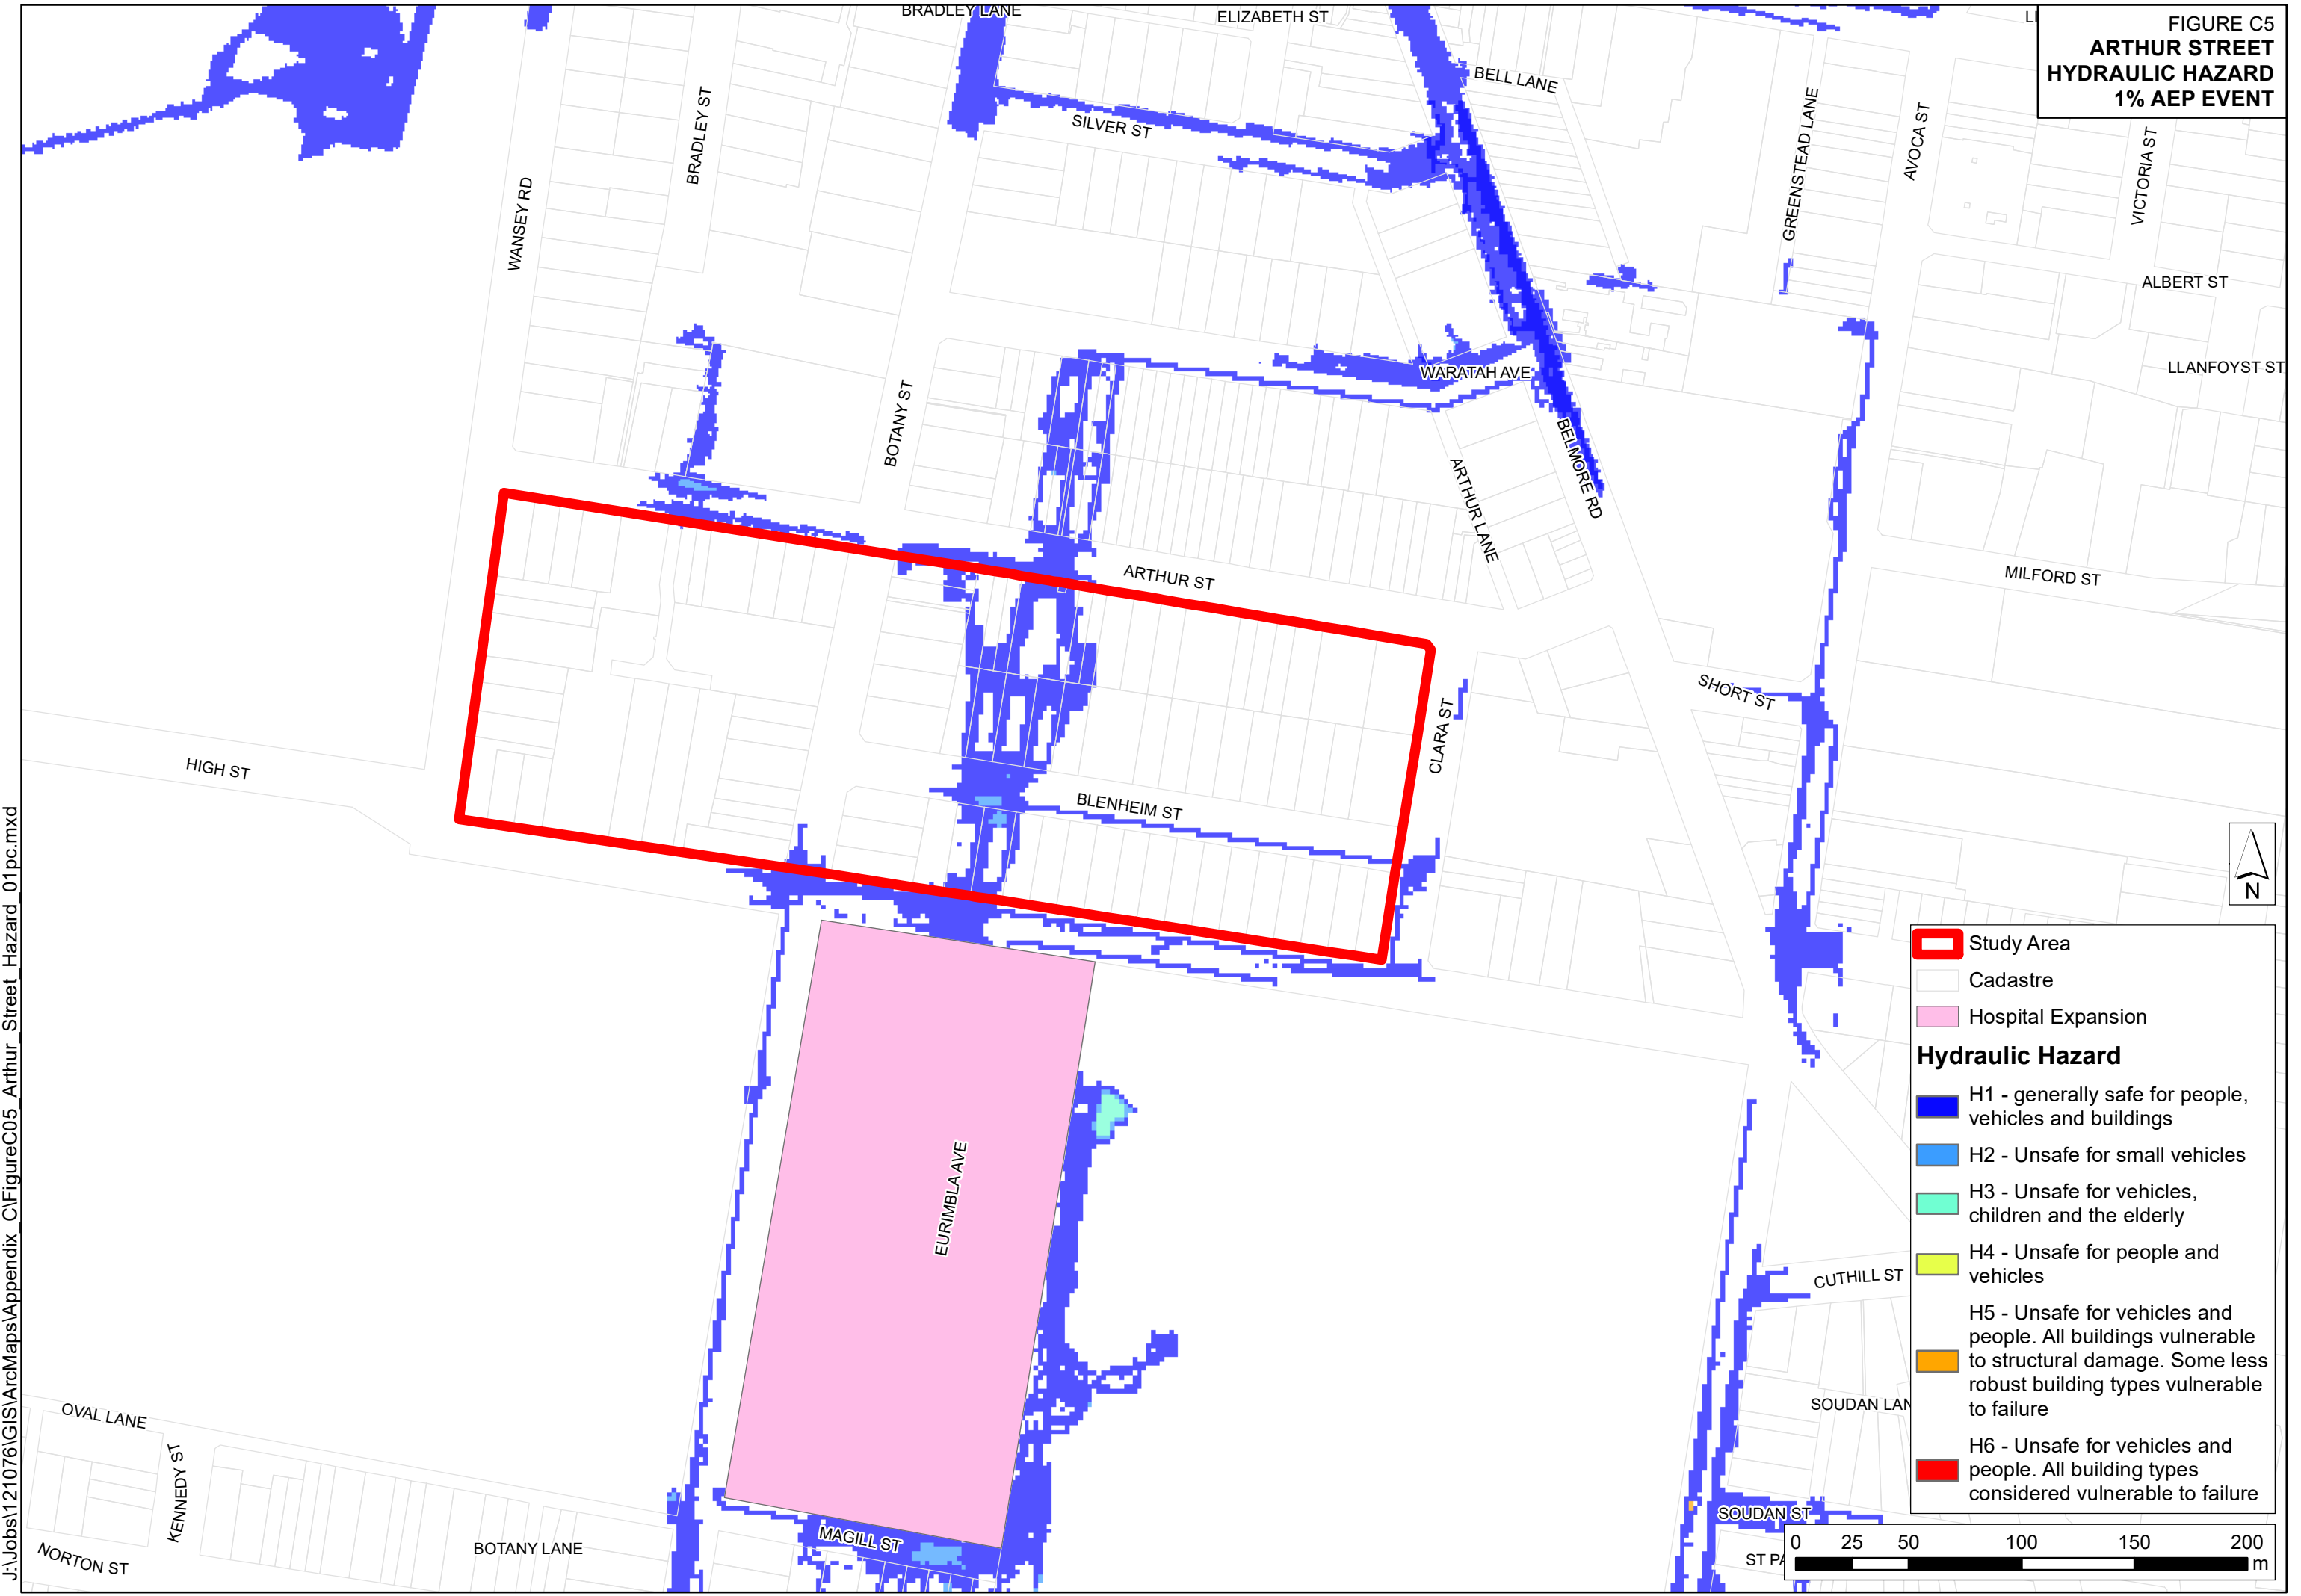 FIGURE C5
ARTHUR STREET
HYDRAULIC HAZARD
1% AEP EVENT
BRADLEY LANE
ELIZABETH ST
BELL LANE
SILVER ST
BRADLEY ST
WANSEY RD
GREENSTEAD LANE
AVOCA ST
VICTORIA ST
ALBERT ST
LLANFOYST ST
WARATAH AVE
BOTANY ST
BELMORE RD
ARTHUR LANE
ARTHUR ST
MILFORD ST
SHORT ST
CLARA ST
HIGH ST
BLENHEIM ST
EURIMBLA AVE
CUTHILL ST
SOUDAN LAN
OVAL LANE
KENNEDY ST
NORTON ST
BOTANY LANE
MAGILL ST
SOUDAN ST
ST PA
N
Study Area
Cadastre
Hospital Expansion
Hydraulic Hazard
H1 - generally safe for people,
vehicles and buildings
H2 - Unsafe for small vehicles
H3 - Unsafe for vehicles,
children and the elderly
H4 - Unsafe for people and
vehicles
H5 - Unsafe for vehicles and
people. All buildings vulnerable
to structural damage. Some less
robust building types vulnerable
to failure
H6 - Unsafe for vehicles and
people. All building types
considered vulnerable to failure
0 25 50 100 150 200
m
J:\Jobs\121076\GIS\ArcMaps\Appendix_C\FigureC05_Arthur_Street_Hazard_01pc.mxd